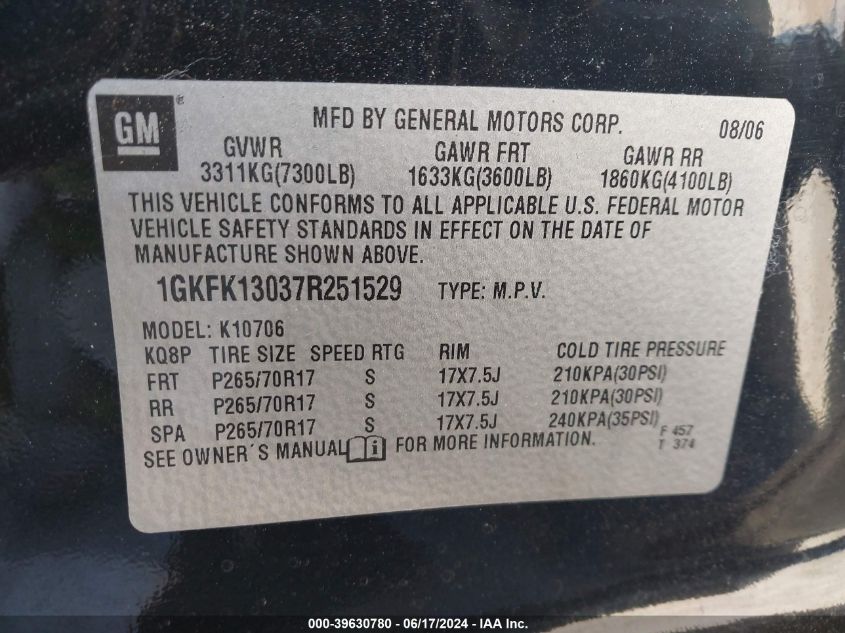 GM®
MFD BY GENERAL MOTORS CORP. 08/06
GVWR GAWR FRT GAWR RR
3311KG(7300LB) 1633KG(3600LB) 1860KG(4100LB)
THIS VEHICLE CONFORMS TO ALL APPLICABLE U.S. FEDERAL MOTOR
VEHICLE SAFETY STANDARDS IN EFFECT ON THE DATE OF
MANUFACTURE SHOWN ABOVE.
1GKFK13037R251529 TYPE: M.P.V.
MODEL: K10706
KQ8P TIRE SIZE SPEED RTG RIM COLD TIRE PRESSURE
FRT P265/70R17 S 17X7.5J 210KPA(30PSI)
RR P265/70R17 S 17X7.5J 210KPA(30PSI)
SPA P265/70R17 S 17X7.5J 240KPA(35PSI)
SEE OWNER´S MANUAL i FOR MORE INFORMATION.
F 457
T 374
000-39630780 - 06/17/2024 - IAA Inc.